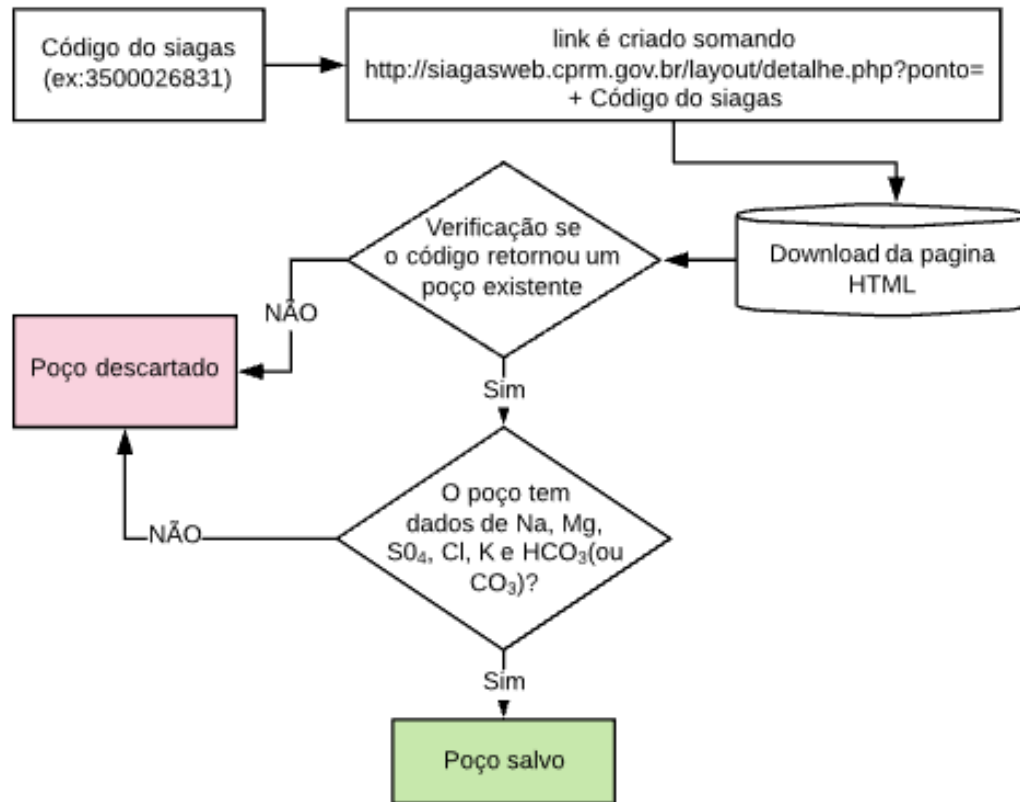 Código do siagas
(ex:3500026831)
link é criado somando
http://siagasweb.cprm.gov.br/layout/detalhe.php?ponto=
+ Código do siagas
Verificação se
o código retornou um
poço existente
Download da pagina
HTML
NÃO
Poço descartado
Sim
O poço tem
dados de Na, Mg,
S0₄, Cl, K e HCO₃(ou
CO₃)?
NÃO
Sim
Poço salvo